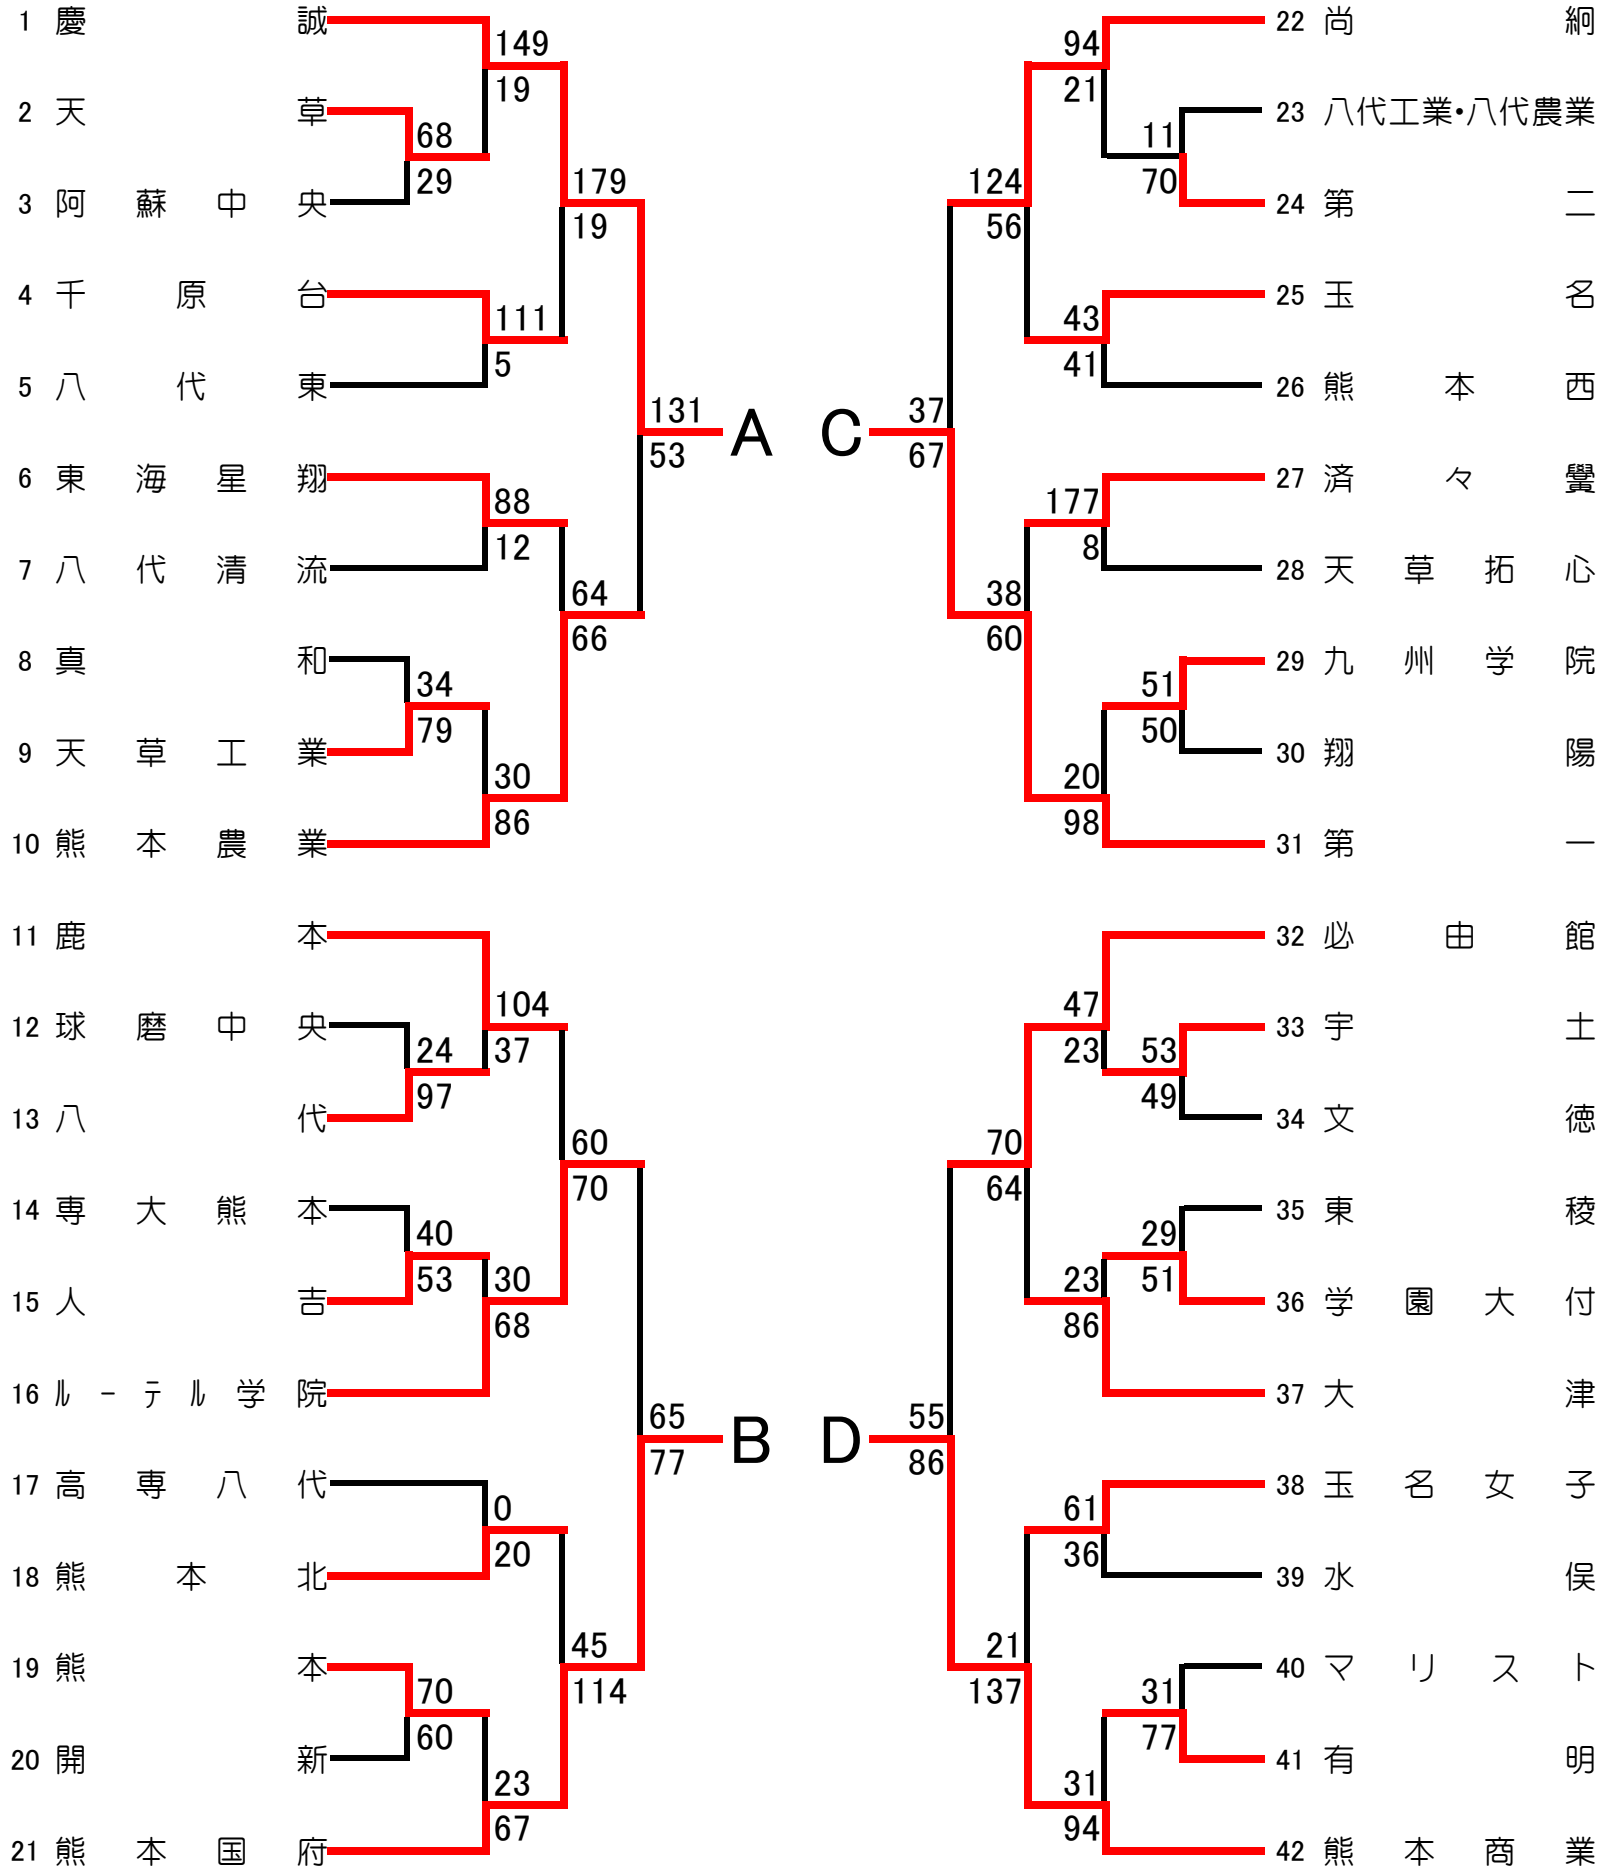 1 慶誠
149
19
2 天草
68
29
3 阿蘇中央
179
19
4 千原台
111
5
5 八代東
131
53
A
6 東海星翔
88
12
7 八代清流
64
66
8 真和
34
79
9 天草工業
30
86
10 熊本農業
11 鹿本
104
37
12 球磨中央
24
97
13 八代
60
70
14 専大熊本
40
53
15 人吉
30
68
16 ルーテル学院
65
77
B
17 高専八代
0
20
18 熊本北
45
114
19 熊本
70
60
20 開新
23
67
21 熊本国府
22 尚絅
94
21
23 八代工業・八代農業
11
70
24 第二
124
56
25 玉名
43
41
26 熊本西
C
37
67
27 済々黌
177
8
28 天草拓心
38
60
29 九州学院
51
50
30 翔陽
20
98
31 第一
32 必由館
47
23
33 宇土
53
49
34 文徳
70
64
35 東稜
29
51
36 学園大付
23
86
37 大津
D
55
86
38 玉名女子
61
36
39 水俣
21
137
40 マリスト
31
77
41 有明
31
94
42 熊本商業